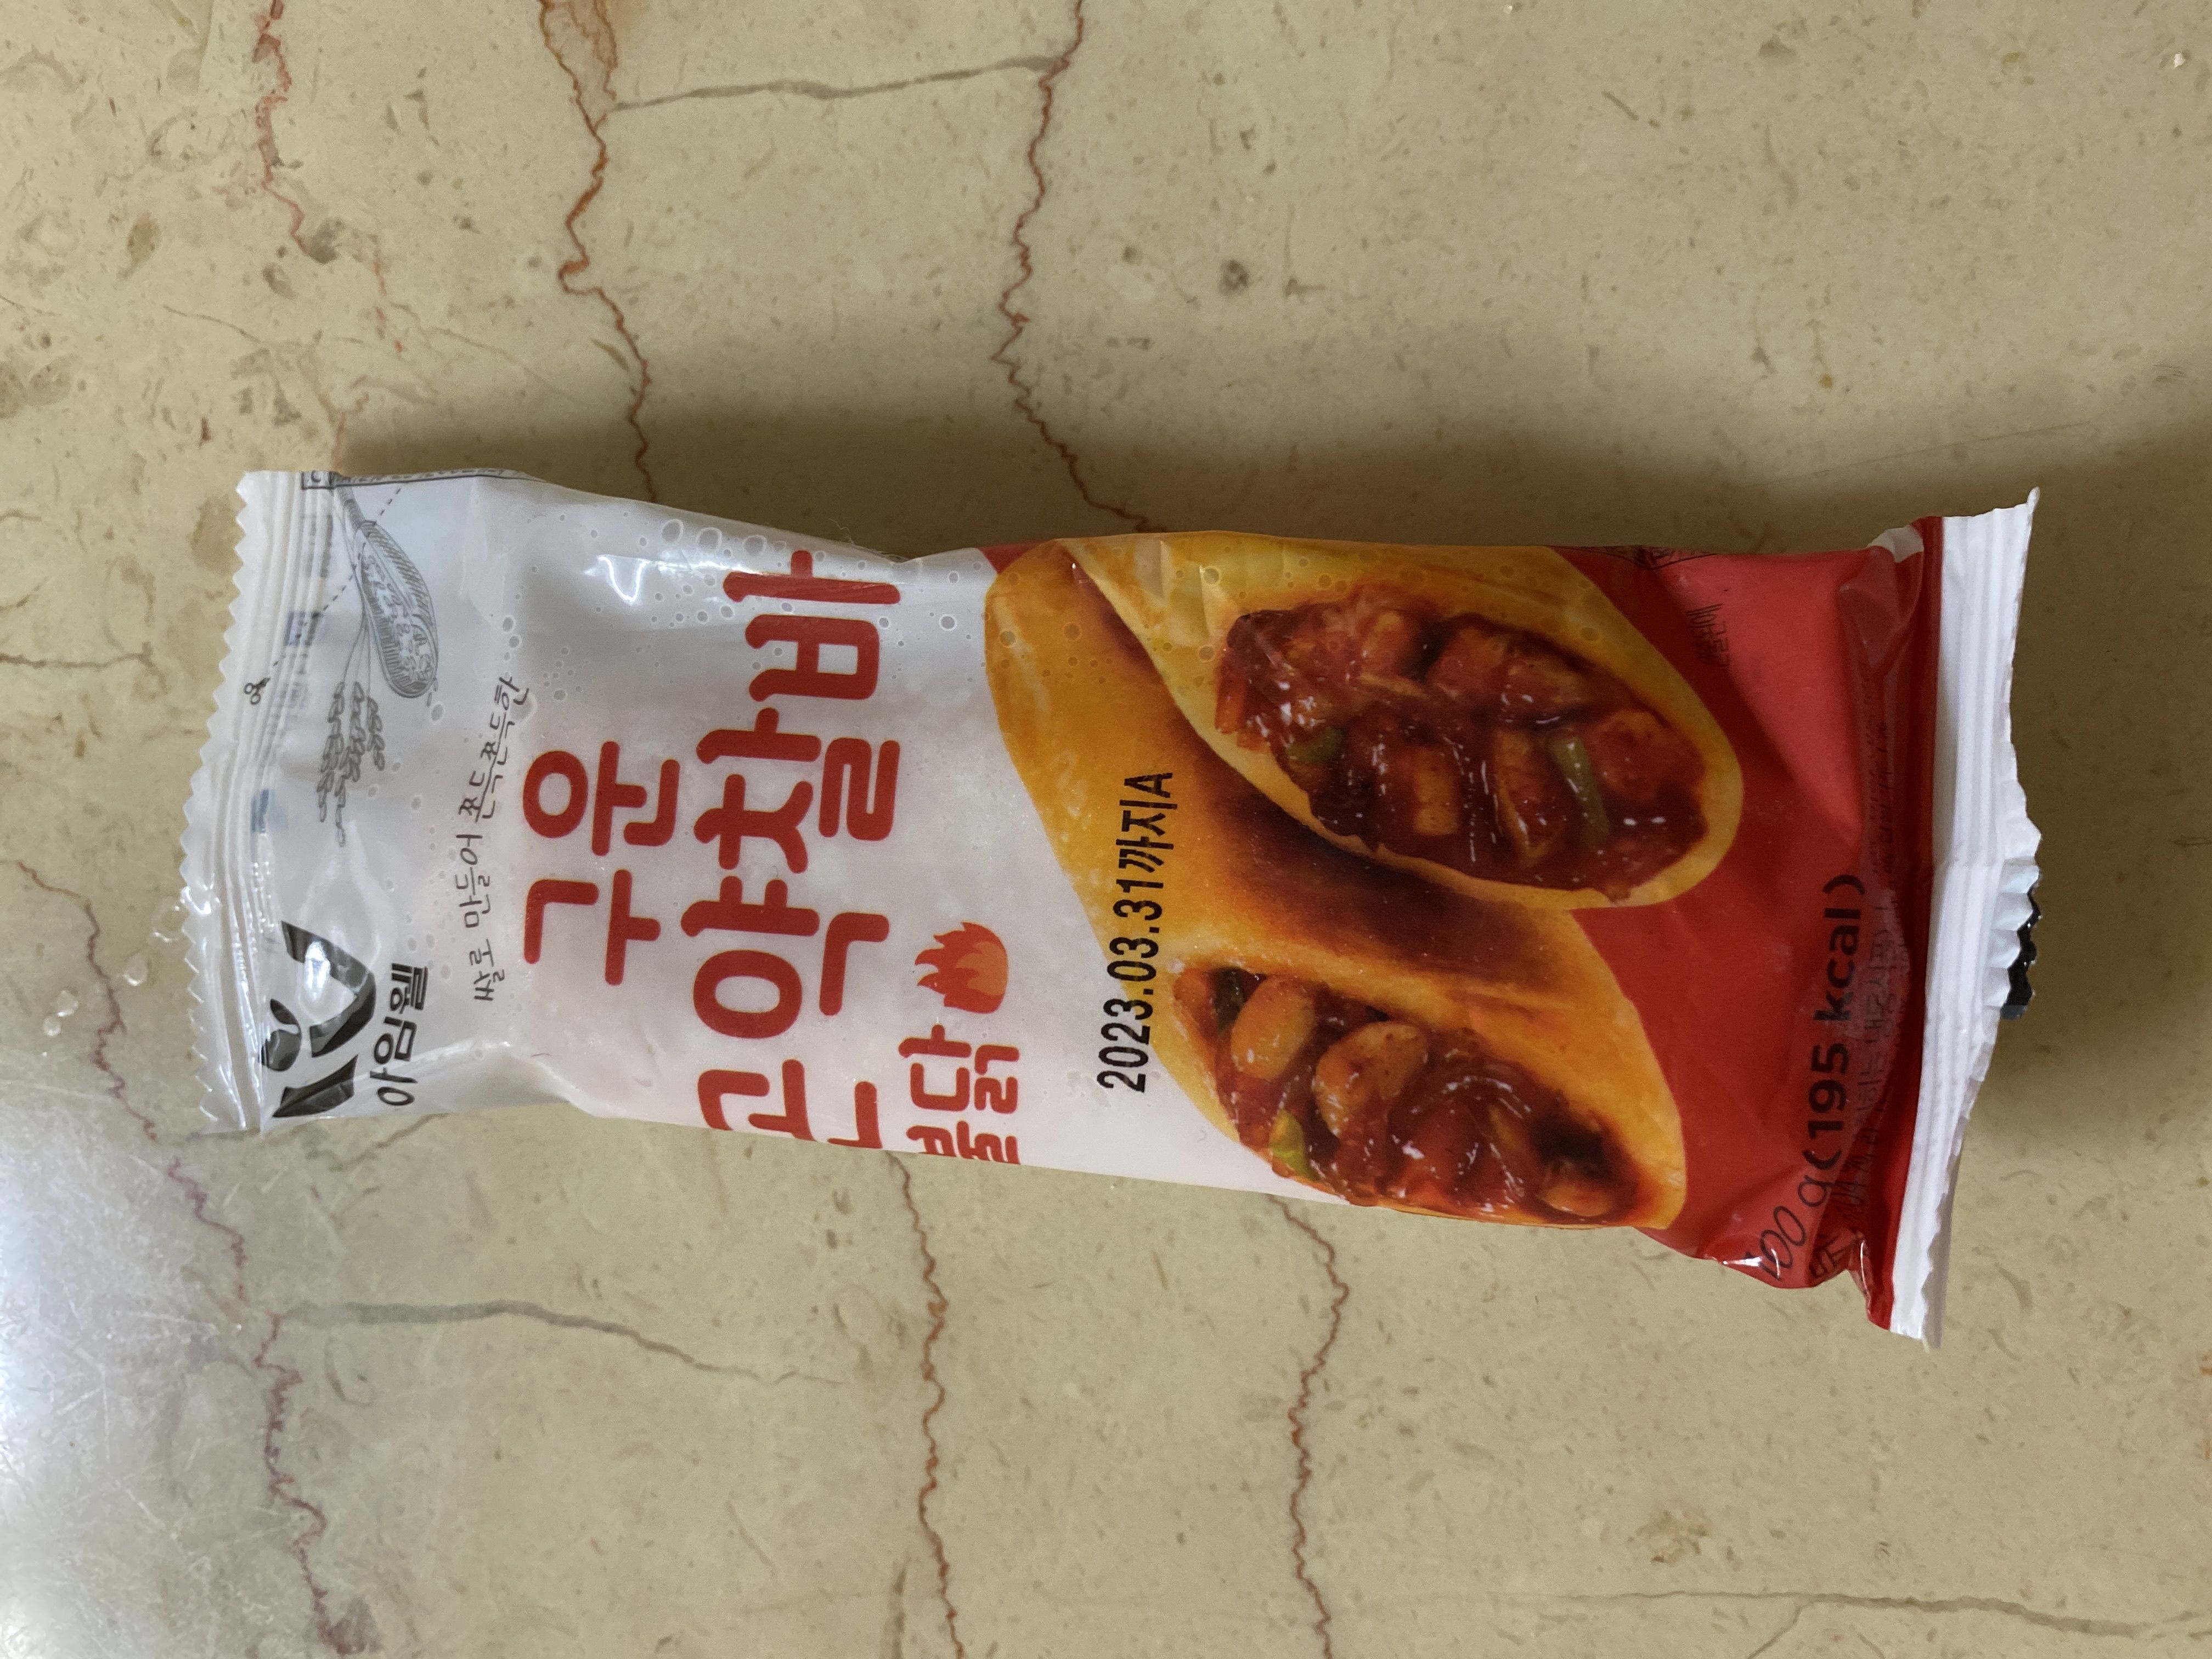 아임웰
쌀로 만들어 쫀득쫀득한
구운
곤약찰바
불닭
2023.03.31까지A
100 g(195 kcal)